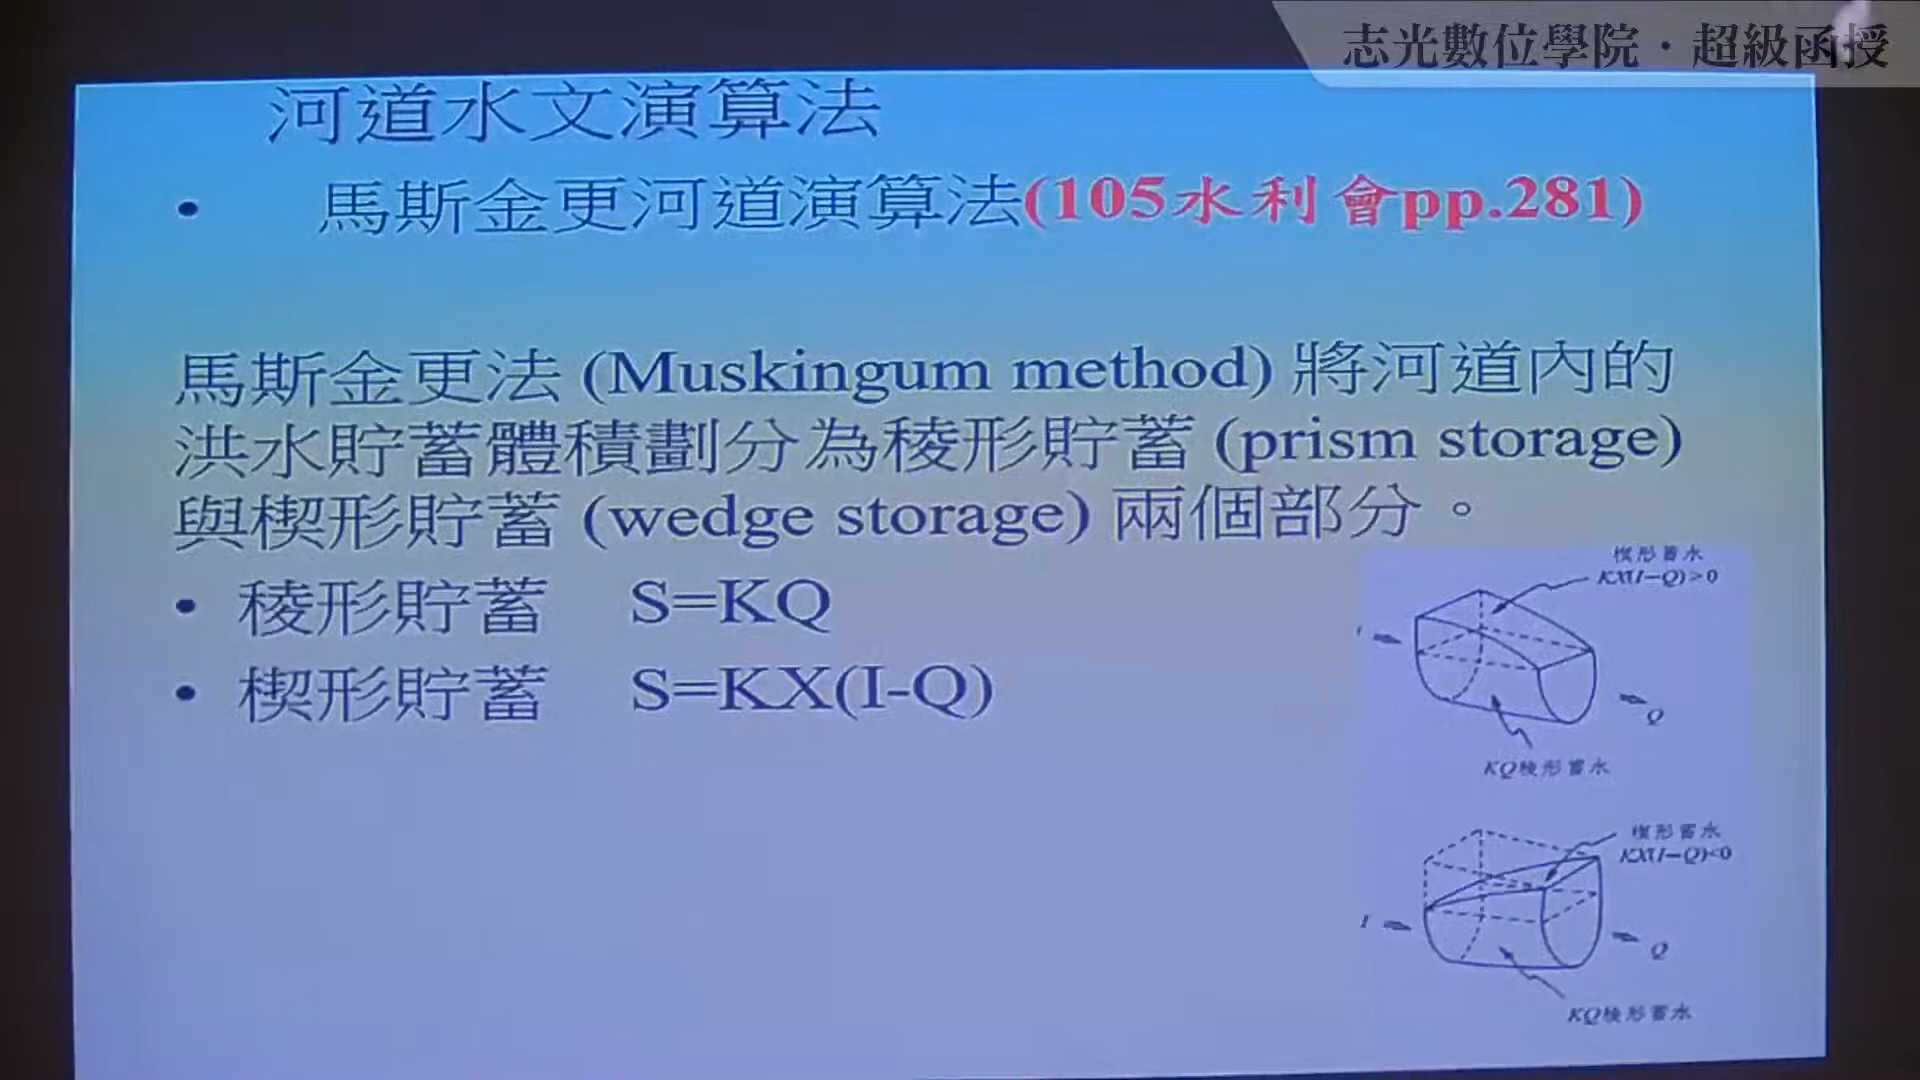 志光數位學院．超級函授
河道水文演算法
• 馬斯金更河道演算法(105水利會pp.281)
馬斯金更法 (Muskingum method) 將河道內的
洪水貯蓄體積劃分為稜形貯蓄 (prism storage)
與楔形貯蓄 (wedge storage) 兩個部分。
• 稜形貯蓄 S=KQ
• 楔形貯蓄 S=KX(I-Q)
楔形蓄水
KX(I−Q)>0
Q
KQ稜形蓄水
楔形蓄水
KX(I−Q)<0
I
Q
KQ稜形蓄水